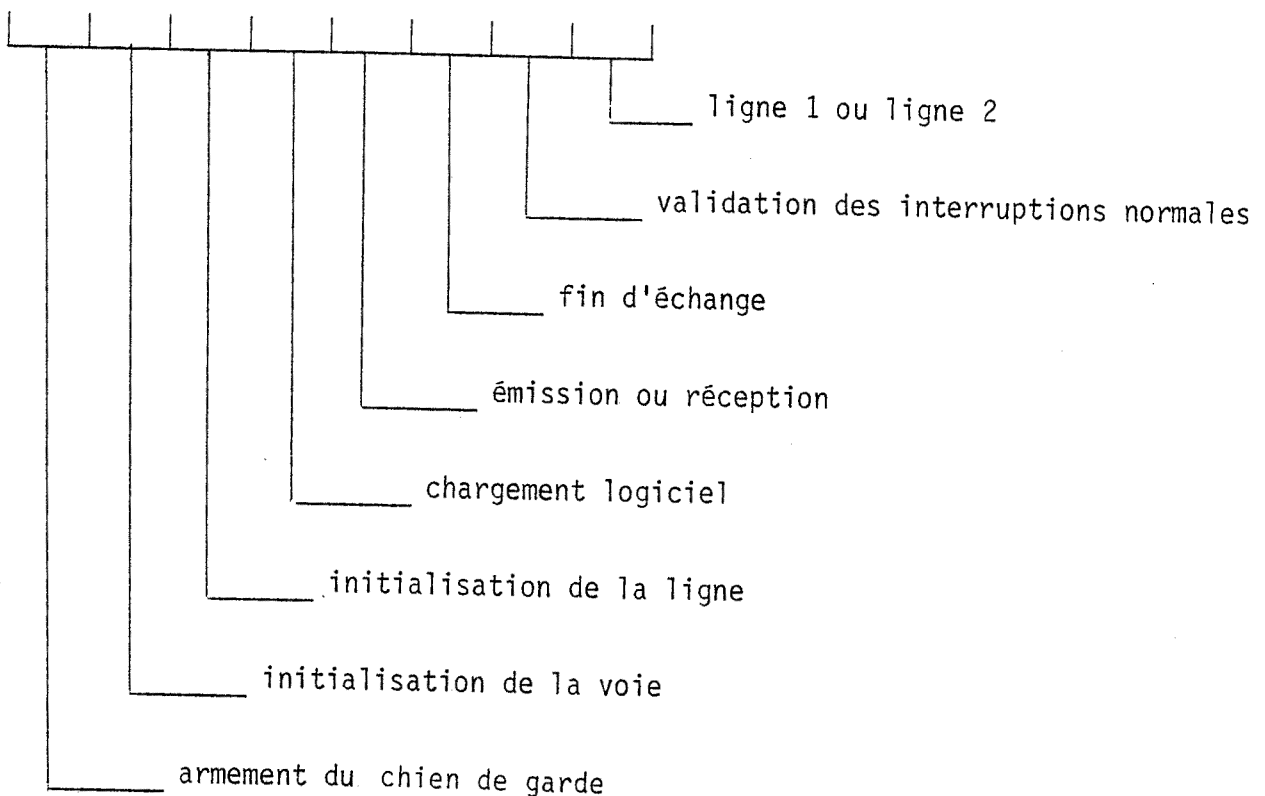 ligne 1 ou ligne 2
validation des interruptions normales
fin d'échange
émission ou réception
chargement logiciel
initialisation de la ligne
initialisation de la voie
armement du chien de garde